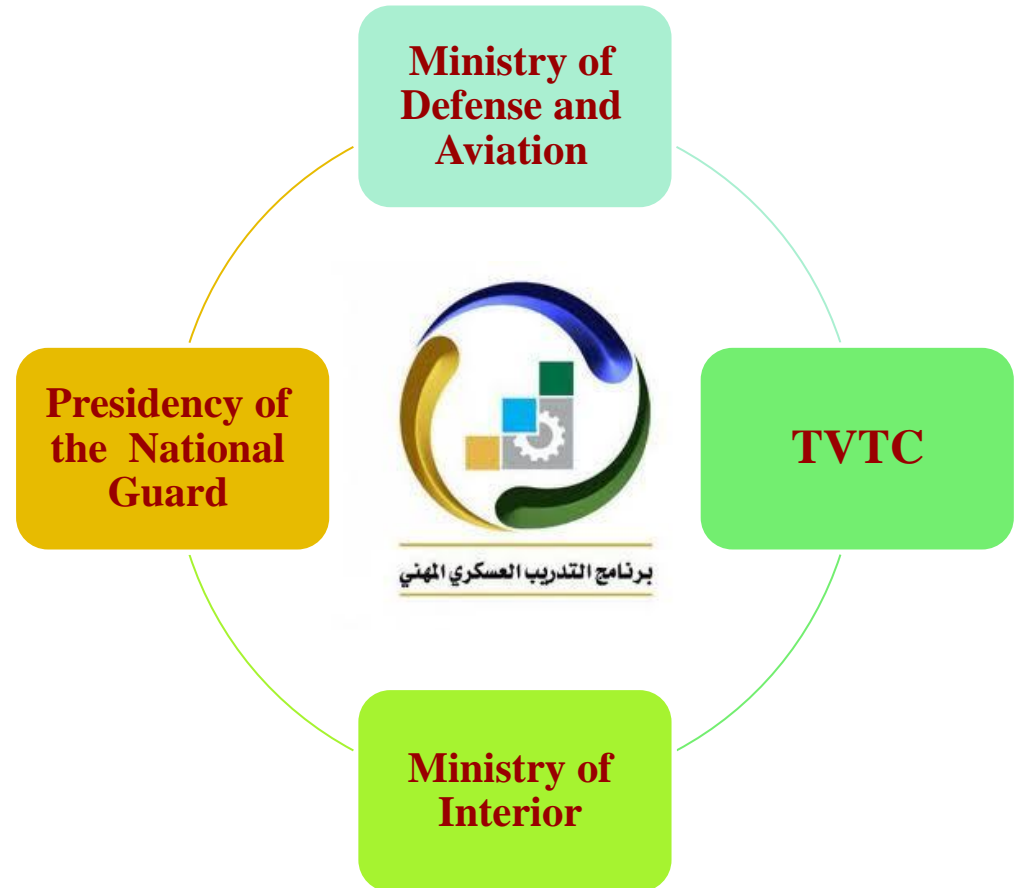 Ministry of
Defense and
Aviation
Presidency of
the National
Guard
TVTC
برنامج التدريب العسكري المهني
Ministry of
Interior